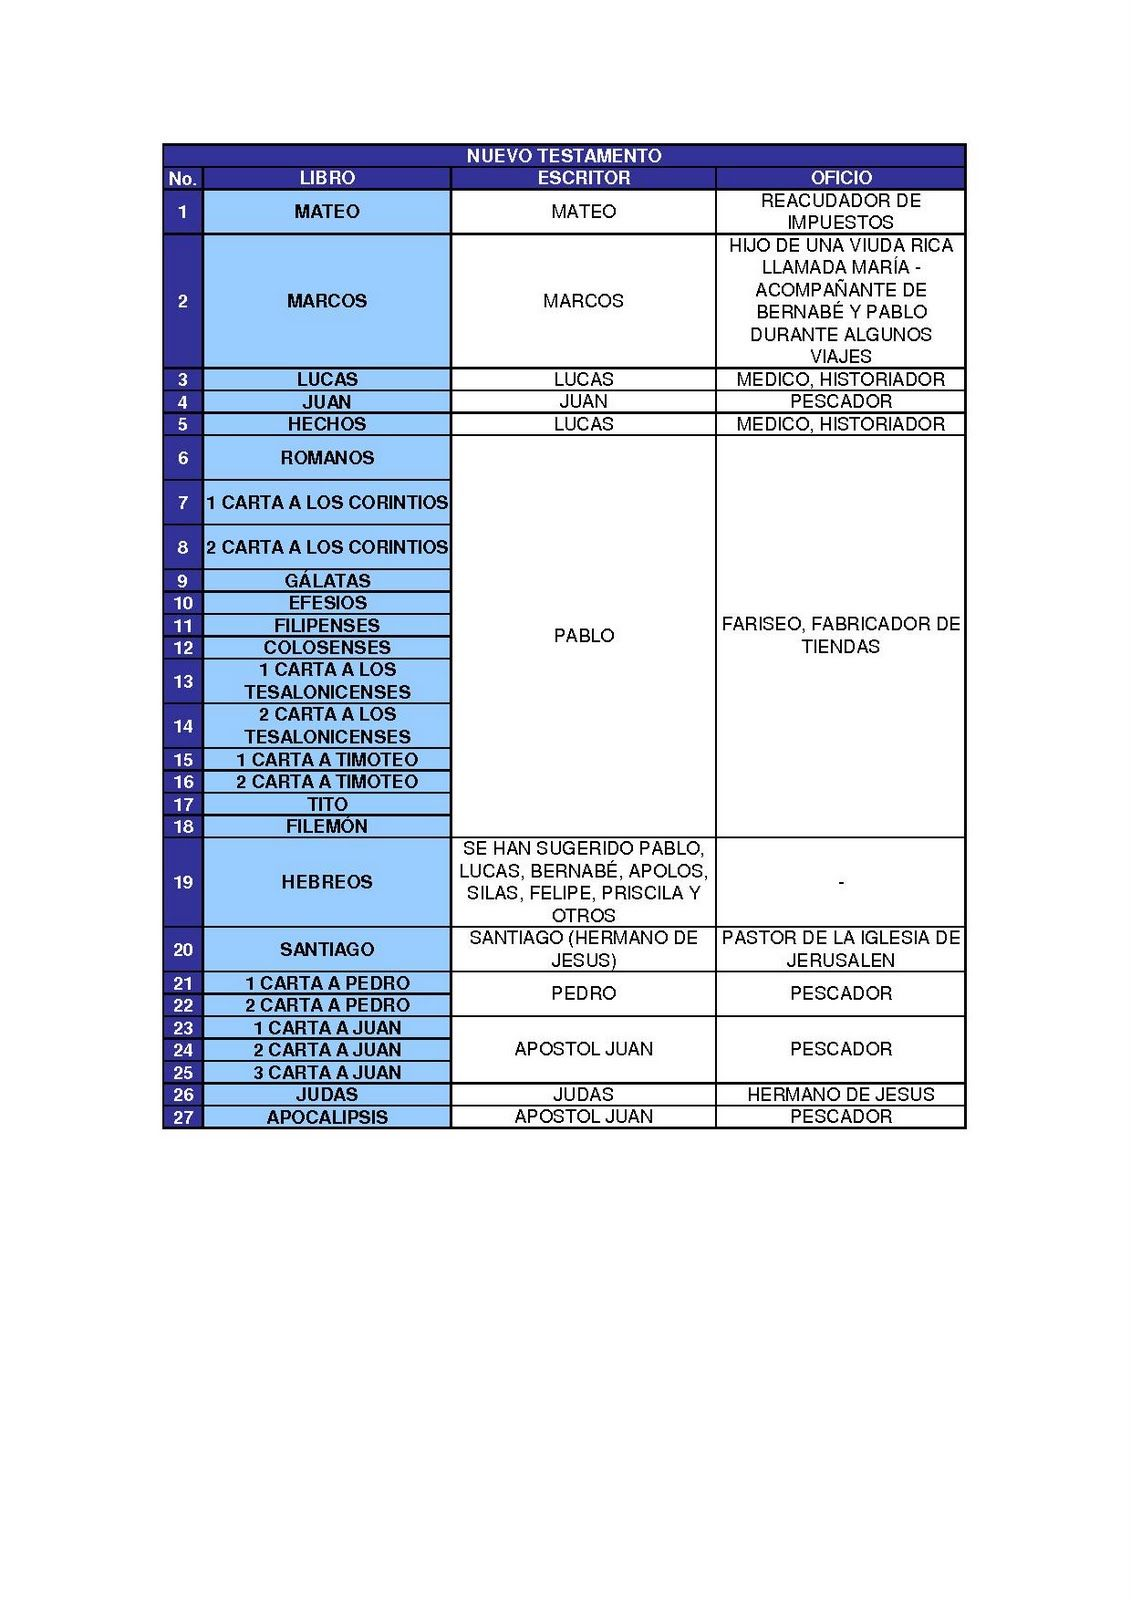 NUEVO TESTAMENTO
No. LIBRO ESCRITOR OFICIO
1 MATEO MATEO REACUDADOR DE
IMPUESTOS
2 MARCOS MARCOS HIJO DE UNA VIUDA RICA
LLAMADA MARÍA -
ACOMPAÑANTE DE
BERNABÉ Y PABLO
DURANTE ALGUNOS
VIAJES
3 LUCAS LUCAS MEDICO, HISTORIADOR
4 JUAN JUAN PESCADOR
5 HECHOS LUCAS MEDICO, HISTORIADOR
6 ROMANOS
7 1 CARTA A LOS CORINTIOS
8 2 CARTA A LOS CORINTIOS
9 GÁLATAS
10 EFESIOS
11 FILIPENSES
12 COLOSENSES
13 1 CARTA A LOS
TESALONICENSES
14 2 CARTA A LOS
TESALONICENSES
15 1 CARTA A TIMOTEO
16 2 CARTA A TIMOTEO
17 TITO
18 FILEMÓN
PABLO
FARISEO, FABRICADOR DE
TIENDAS
19 HEBREOS
SE HAN SUGERIDO PABLO,
LUCAS, BERNABÉ, APOLOS,
SILAS, FELIPE, PRISCILA Y
OTROS
-
20 SANTIAGO
SANTIAGO (HERMANO DE
JESUS)
PASTOR DE LA IGLESIA DE
JERUSALEN
21 1 CARTA A PEDRO
22 2 CARTA A PEDRO
PEDRO PESCADOR
23 1 CARTA A JUAN
24 2 CARTA A JUAN
25 3 CARTA A JUAN
APOSTOL JUAN PESCADOR
26 JUDAS JUDAS HERMANO DE JESUS
27 APOCALIPSIS APOSTOL JUAN PESCADOR